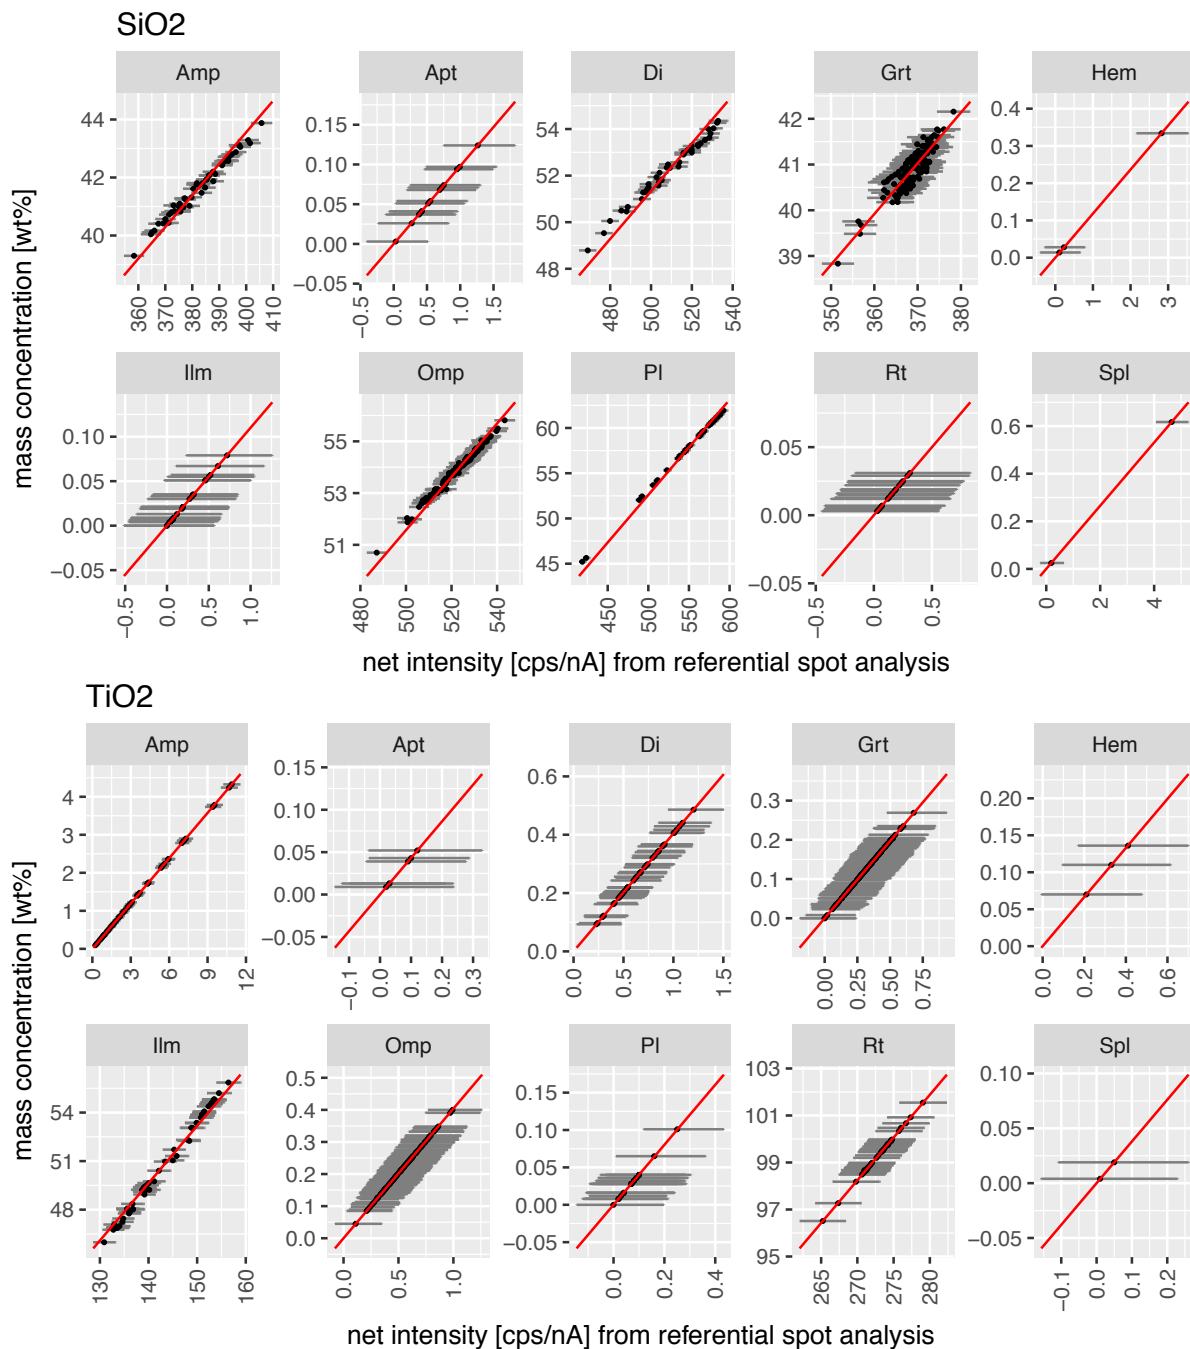 SiO2
Amp Apt Di Grt Hem
44 42 40
0.15 0.10 0.05 0.00 −0.05
54 52 50 48
42 41 40 39
0.4 0.3 0.2 0.1 0.0
360 370 380 390 400 410
−0.5 0.0 0.5 1.0 1.5
480 500 520 540
350 360 370 380
0 1 2 3
mass concentration [wt%]
Ilm Omp Pl Rt Spl
0.10 0.05 0.00 −0.05
55 53 51
60 55 50 45
0.05 0.00 −0.05
0.6 0.4 0.2 0.0
−0.5 0.0 0.5 1.0
480 500 520 540
450 500 550 600
−0.5 0.0 0.5
0 2 4
net intensity [cps/nA] from referential spot analysis
TiO2
Amp Apt Di Grt Hem
4 3 2 1 0
0.15 0.10 0.05 0.00 −0.05
0.6 0.4 0.2 0.0
0.3 0.2 0.1 0.0
0.20 0.15 0.10 0.05 0.00
0 3 6 9 12
−0.1 0.0 0.1 0.2 0.3
0.0 0.5 1.0 1.5
0.00 0.25 0.50 0.75
0.0 0.2 0.4 0.6
mass concentration [wt%]
Ilm Omp Pl Rt Spl
54 51 48
0.5 0.4 0.3 0.2 0.1 0.0
0.15 0.10 0.05 0.00 −0.05
103 101 99 97 95
0.10 0.05 0.00 −0.05
130 140 150 160
0.0 0.5 1.0
0.0 0.2 0.4
265 270 275 280
−0.1 0.0 0.1 0.2
net intensity [cps/nA] from referential spot analysis